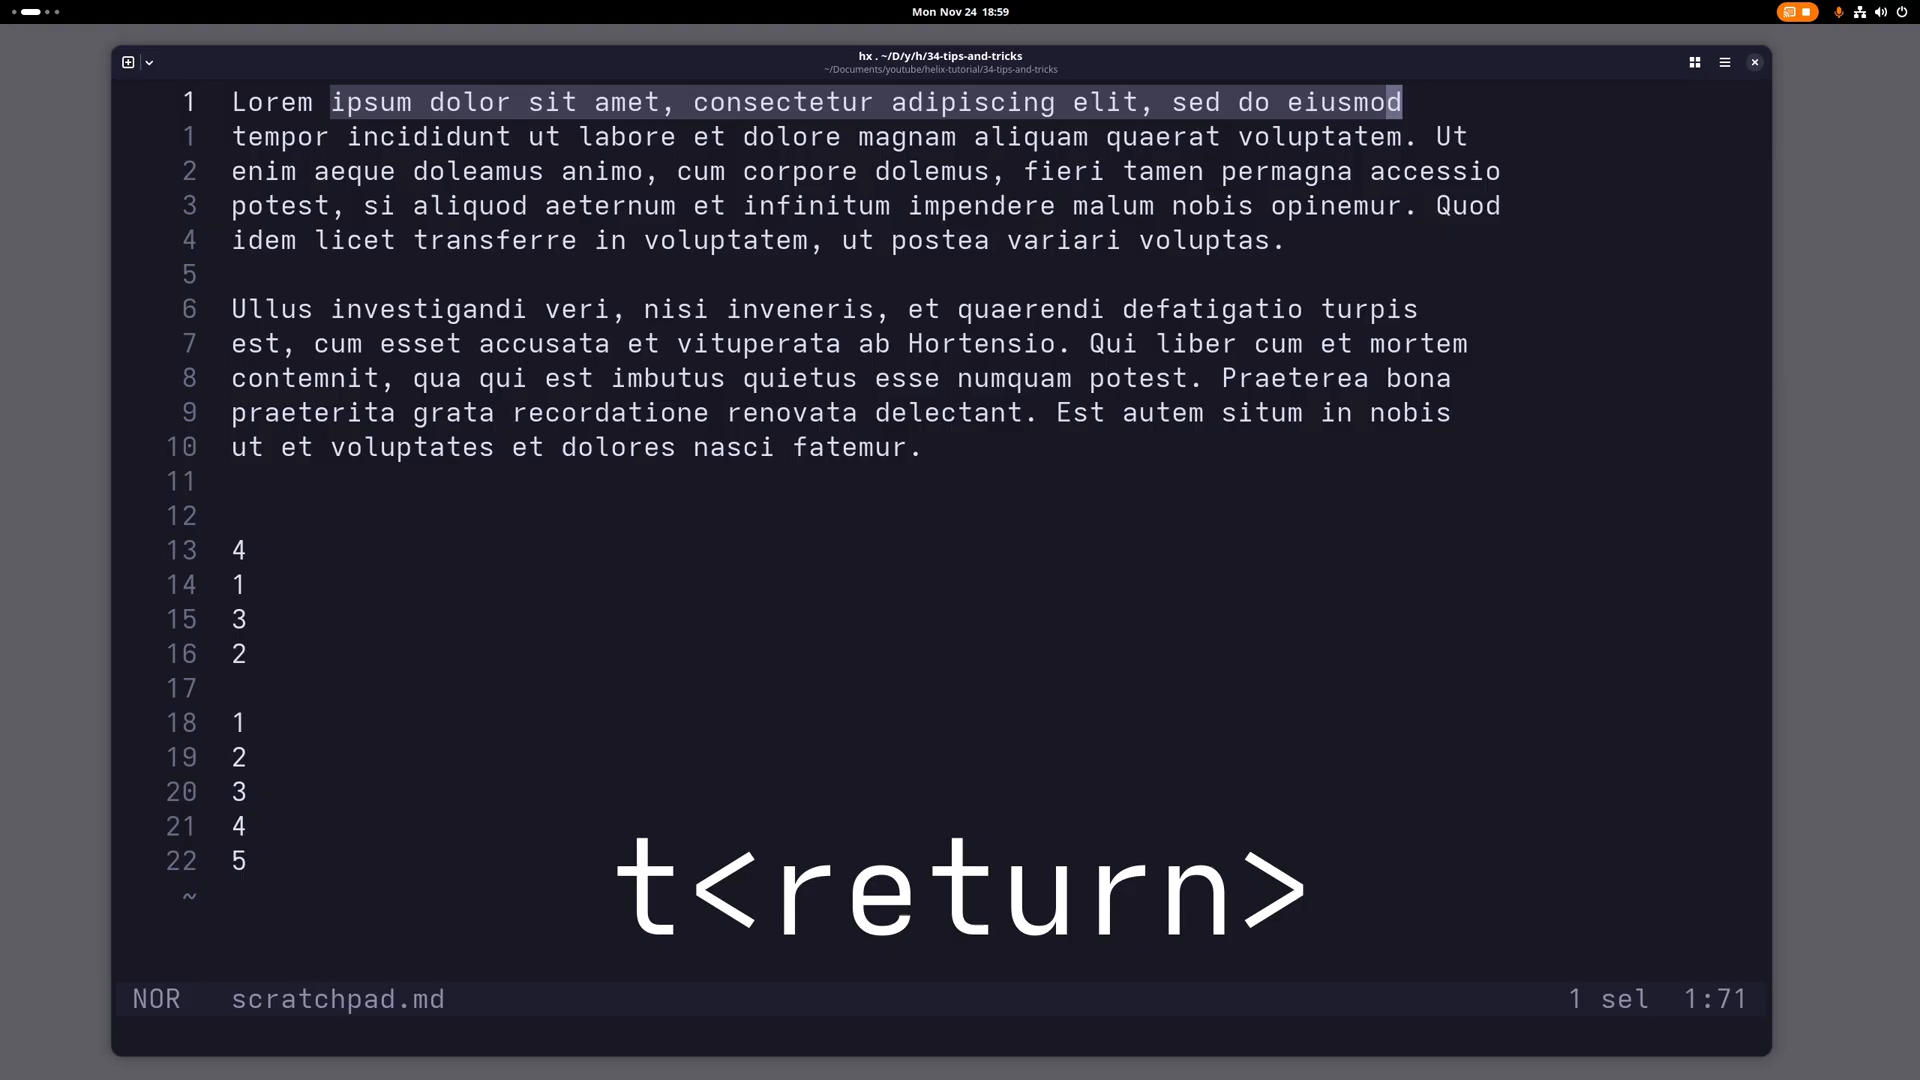 Mon Nov 24 18:59
hx . ~/D/y/h/34-tips-and-tricks
~/Documents/youtube/helix-tutorial/34-tips-and-tricks
1 Lorem ipsum dolor sit amet, consectetur adipiscing elit, sed do eiusmod
1 tempor incididunt ut labore et dolore magnam aliquam quaerat voluptatem. Ut
2 enim aeque doleamus animo, cum corpore dolemus, fieri tamen permagna accessio
3 potest, si aliquod aeternum et infinitum impendere malum nobis opinemur. Quod
4 idem licet transferre in voluptatem, ut postea variari voluptas.
5
6 Ullus investigandi veri, nisi inveneris, et quaerendi defatigatio turpis
7 est, cum esset accusata et vituperata ab Hortensio. Qui liber cum et mortem
8 contemnit, qua qui est imbutus quietus esse numquam potest. Praeterea bona
9 praeterita grata recordatione renovata delectant. Est autem situm in nobis
10 ut et voluptates et dolores nasci fatemur.
11
12
13 4
14 1
15 3
16 2
17
18 1
19 2
20 3
21 4
22 5
~
t<return>
NOR scratchpad.md 1 sel 1:71